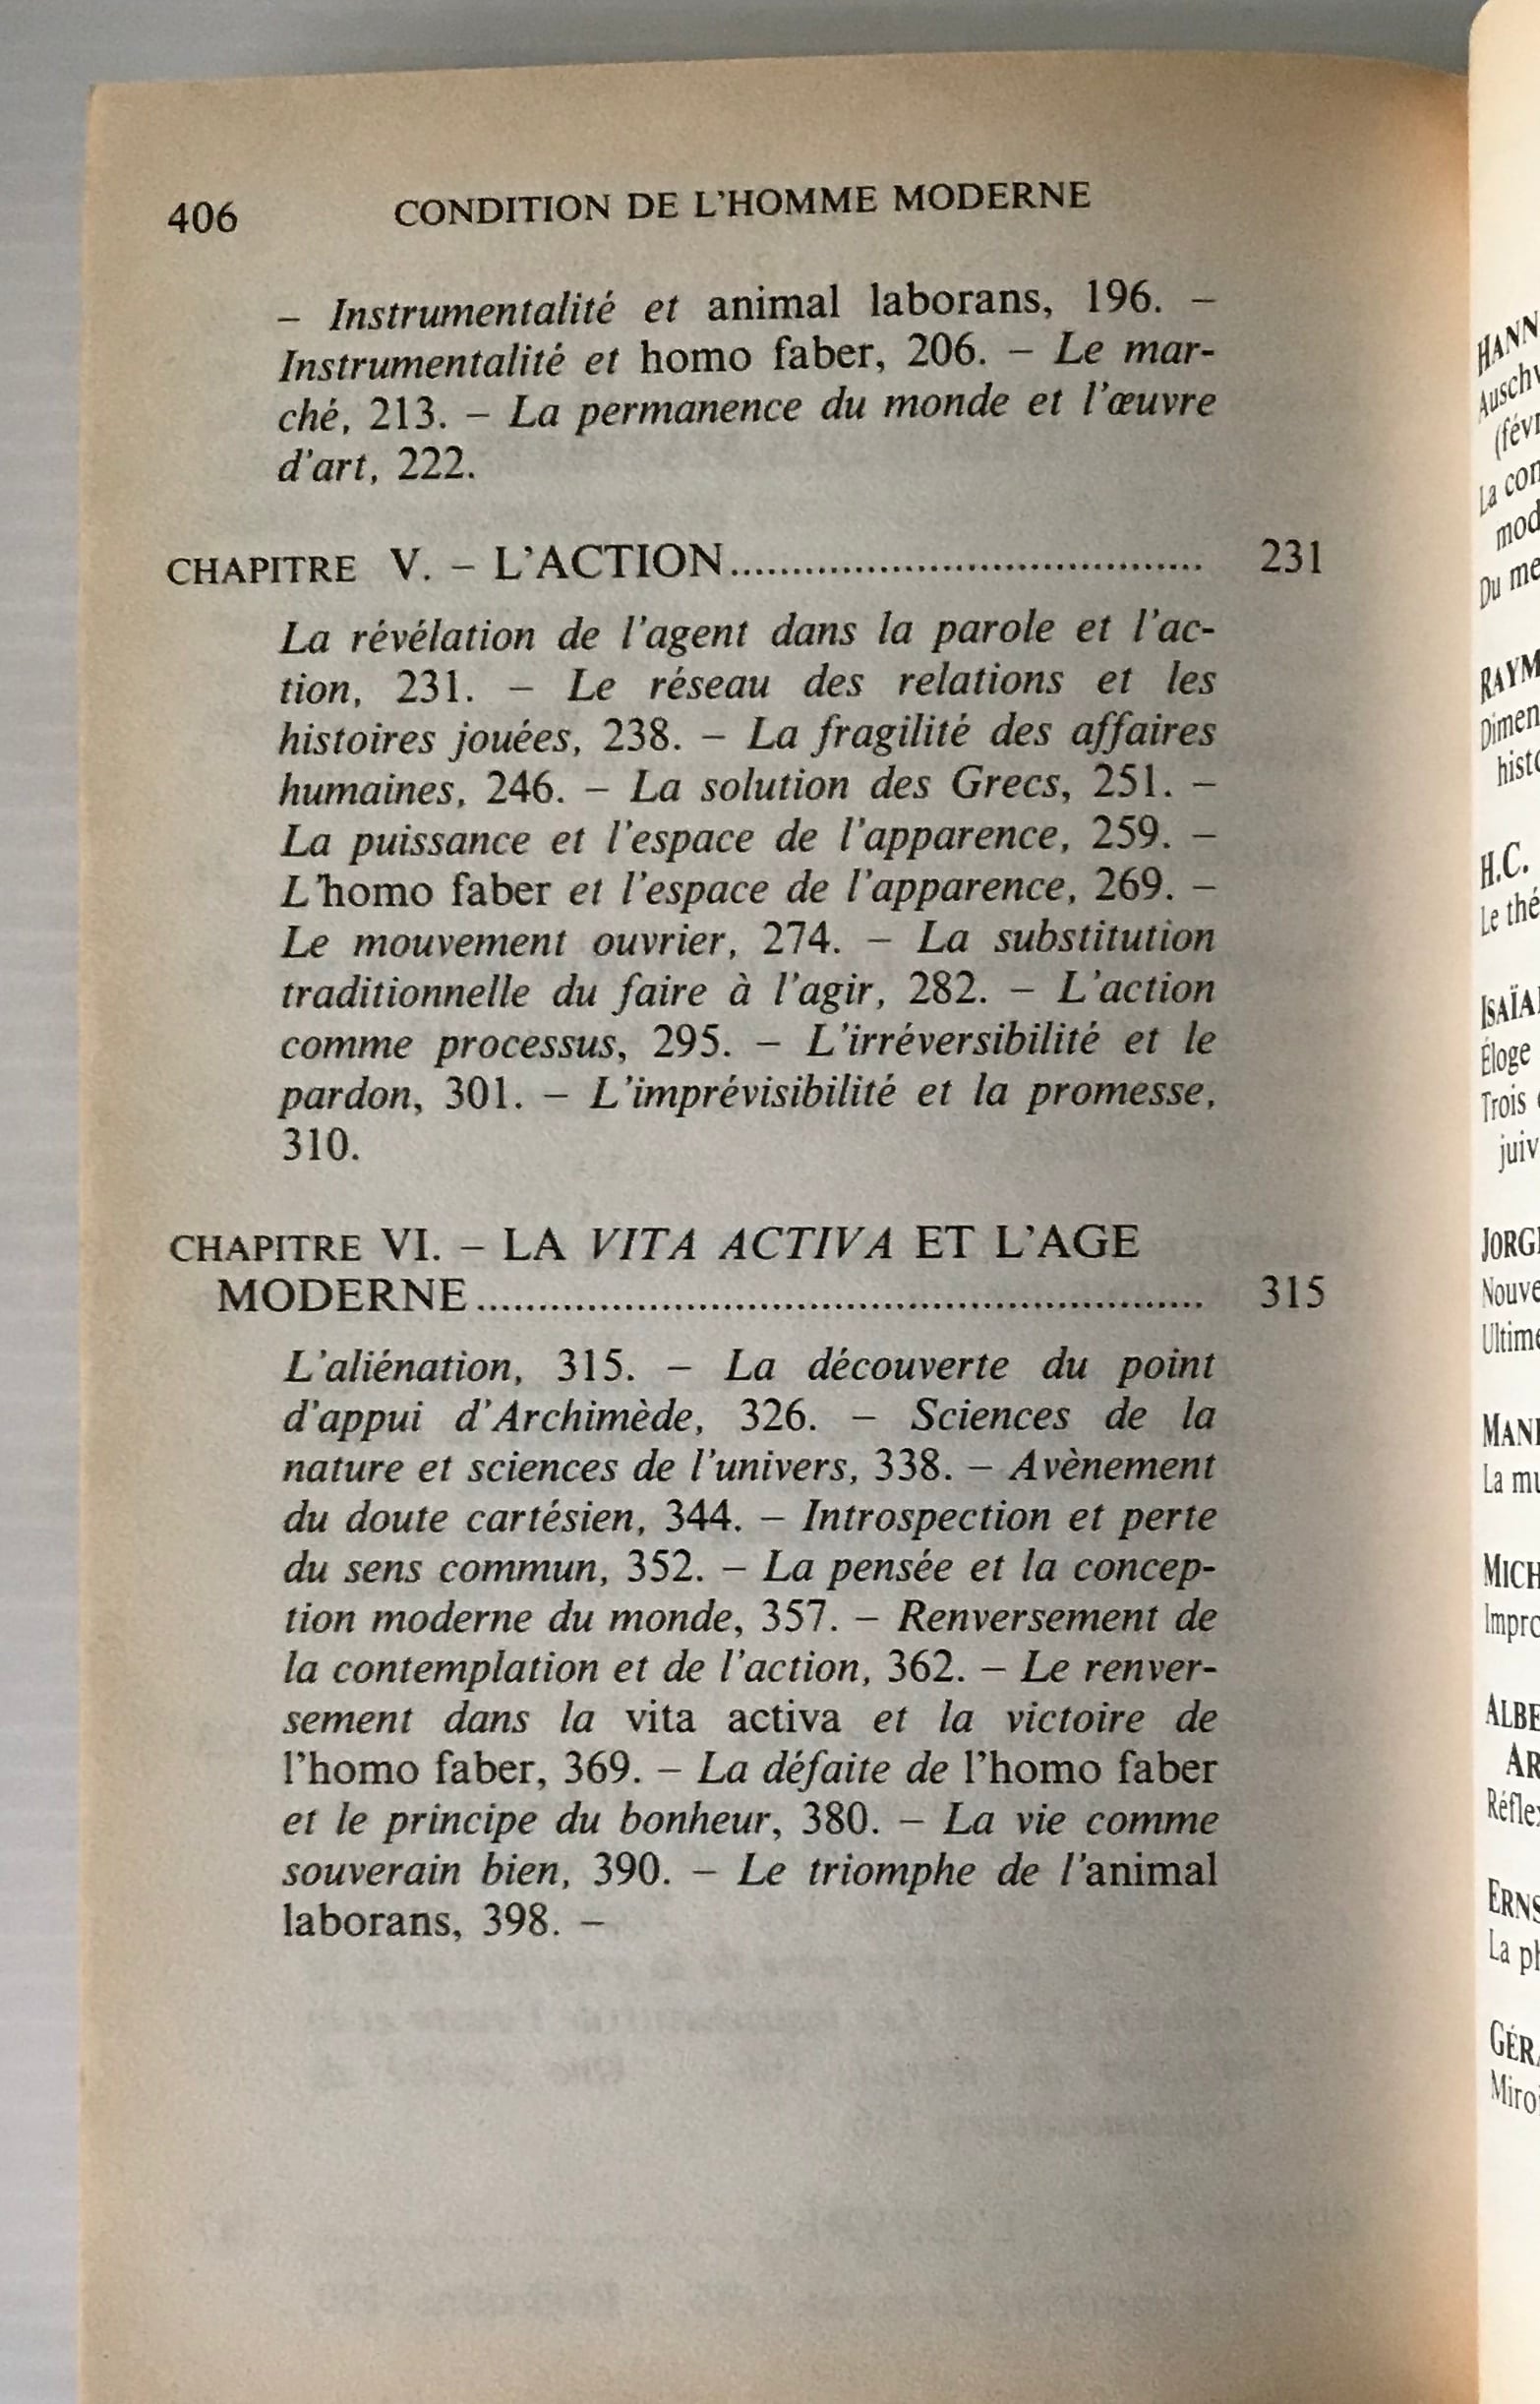 406 CONDITION DE L'HOMME MODERNE
– Instrumentalité et animal laborans, 196. –
Instrumentalité et homo faber, 206. – Le mar-
ché, 213. – La permanence du monde et l'œuvre
d'art, 222.
CHAPITRE V. – L'ACTION.......................................... 231
La révélation de l'agent dans la parole et l'ac-
tion, 231. – Le réseau des relations et les
histoires jouées, 238. – La fragilité des affaires
humaines, 246. – La solution des Grecs, 251. –
La puissance et l'espace de l'apparence, 259. –
L'homo faber et l'espace de l'apparence, 269. –
Le mouvement ouvrier, 274. – La substitution
traditionnelle du faire à l'agir, 282. – L'action
comme processus, 295. – L'irréversibilité et le
pardon, 301. – L'imprévisibilité et la promesse,
310.
CHAPITRE VI. – LA VITA ACTIVA ET L'AGE
MODERNE............................................................ 315
L'aliénation, 315. – La découverte du point
d'appui d'Archimède, 326. – Sciences de la
nature et sciences de l'univers, 338. – Avènement
du doute cartésien, 344. – Introspection et perte
du sens commun, 352. – La pensée et la concep-
tion moderne du monde, 357. – Renversement de
la contemplation et de l'action, 362. – Le renver-
sement dans la vita activa et la victoire de
l'homo faber, 369. – La défaite de l'homo faber
et le principe du bonheur, 380. – La vie comme
souverain bien, 390. – Le triomphe de l'animal
laborans, 398. –
H.C.
La
Du
Le
Éloge
Trois
La
La